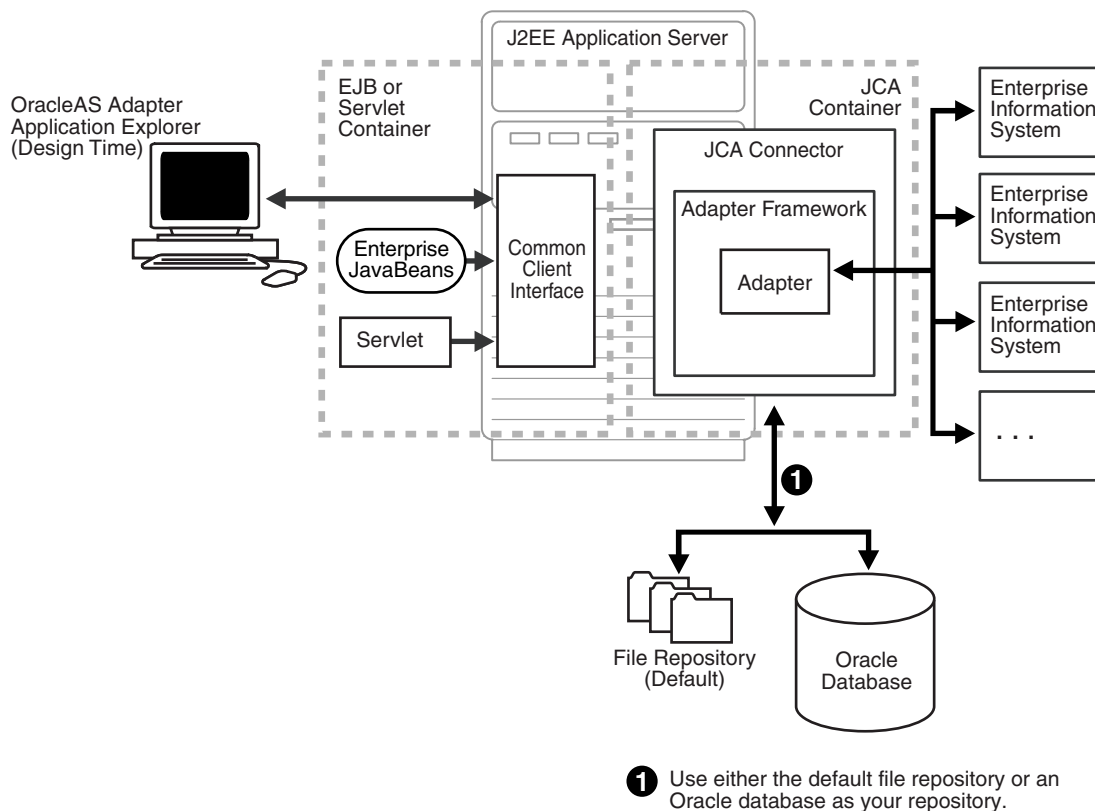 J2EE Application Server
EJB or
Servlet
Container
JCA
Container
OracleAS Adapter
Application Explorer
(Design Time)
JCA Connector
Adapter Framework
Adapter
Enterprise
JavaBeans
Servlet
Common
Client
Interface
Enterprise
Information
System
Enterprise
Information
System
Enterprise
Information
System
. . .
1
File Repository
(Default)
Oracle
Database
1 Use either the default file repository or an
Oracle database as your repository.